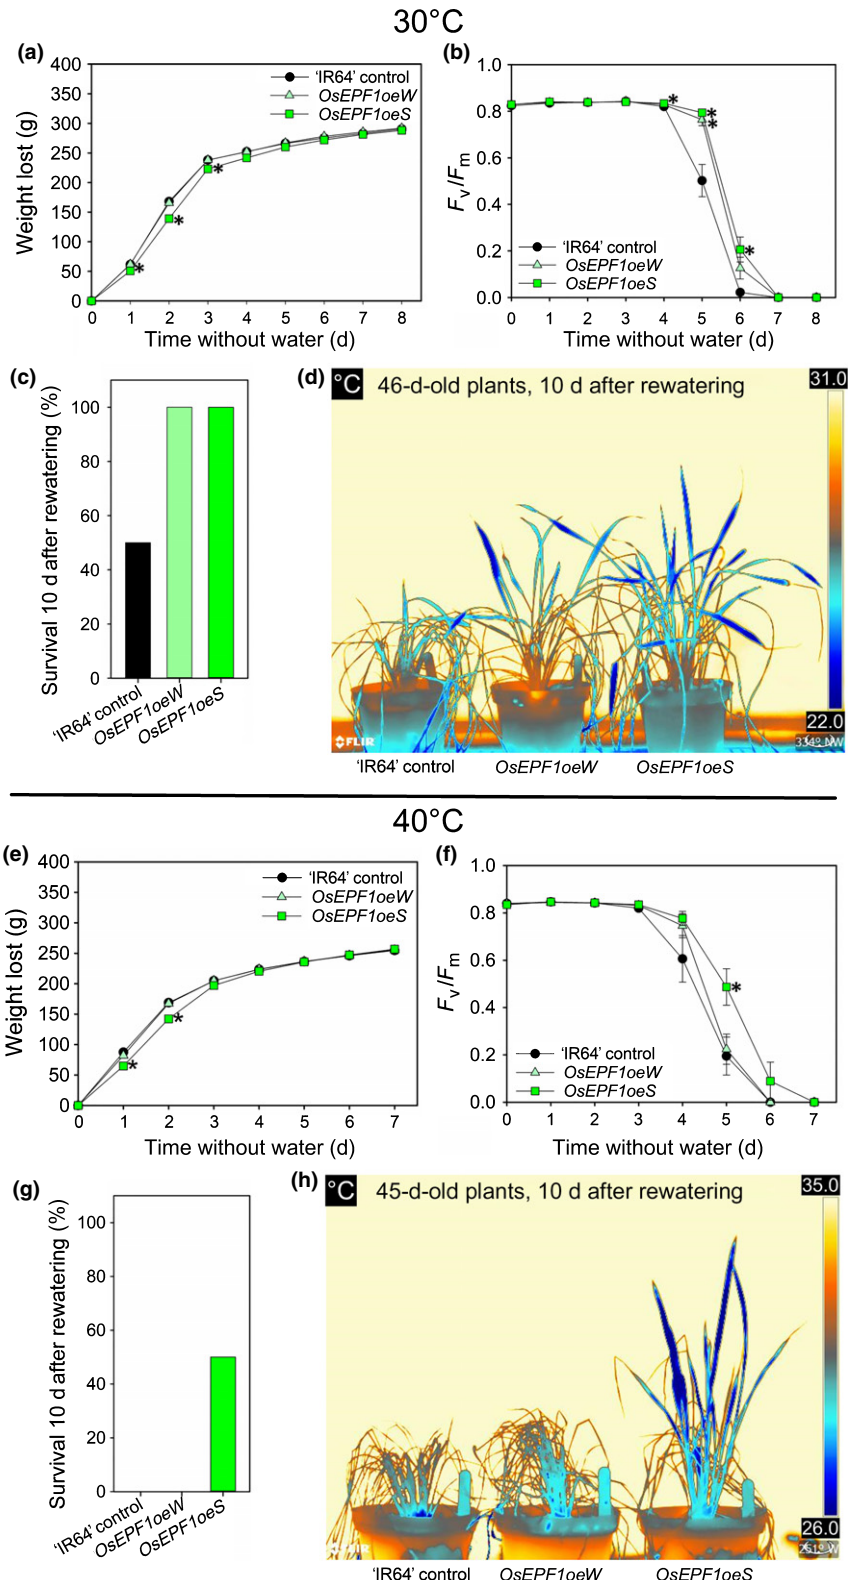 30°C
(a)
400
350
300
250
200
150
100
50
0
Weight lost (g)
'IR64' control
OsEPF1oeW
OsEPF1oeS
*
*
*
0 1 2 3 4 5 6 7 8
Time without water (d)
(b)
1.0
0.8
0.6
0.4
0.2
0.0
Fv/Fm
*
*
*
*
'IR64' control
OsEPF1oeW
OsEPF1oeS
0 1 2 3 4 5 6 7 8
Time without water (d)
(c)
Survival 10 d after rewatering (%)
100
80
60
40
20
0
'IR64' control
OsEPF1oeW
OsEPF1oeS
(d)
°C 46-d-old plants, 10 d after rewatering
31.0
22.0
334° NW
FLIR
'IR64' control OsEPF1oeW OsEPF1oeS
40°C
(e)
400
350
300
250
200
150
100
50
0
Weight lost (g)
'IR64' control
OsEPF1oeW
OsEPF1oeS
*
*
0 1 2 3 4 5 6 7
Time without water (d)
(f)
1.0
0.8
0.6
0.4
0.2
0.0
Fv/Fm
*
'IR64' control
OsEPF1oeW
OsEPF1oeS
0 1 2 3 4 5 6 7
Time without water (d)
(g)
Survival 10 d after rewatering (%)
100
80
60
40
20
0
'IR64' control
OsEPF1oeW
OsEPF1oeS
(h)
°C 45-d-old plants, 10 d after rewatering
35.0
26.0
'IR64' control OsEPF1oeW OsEPF1oeS